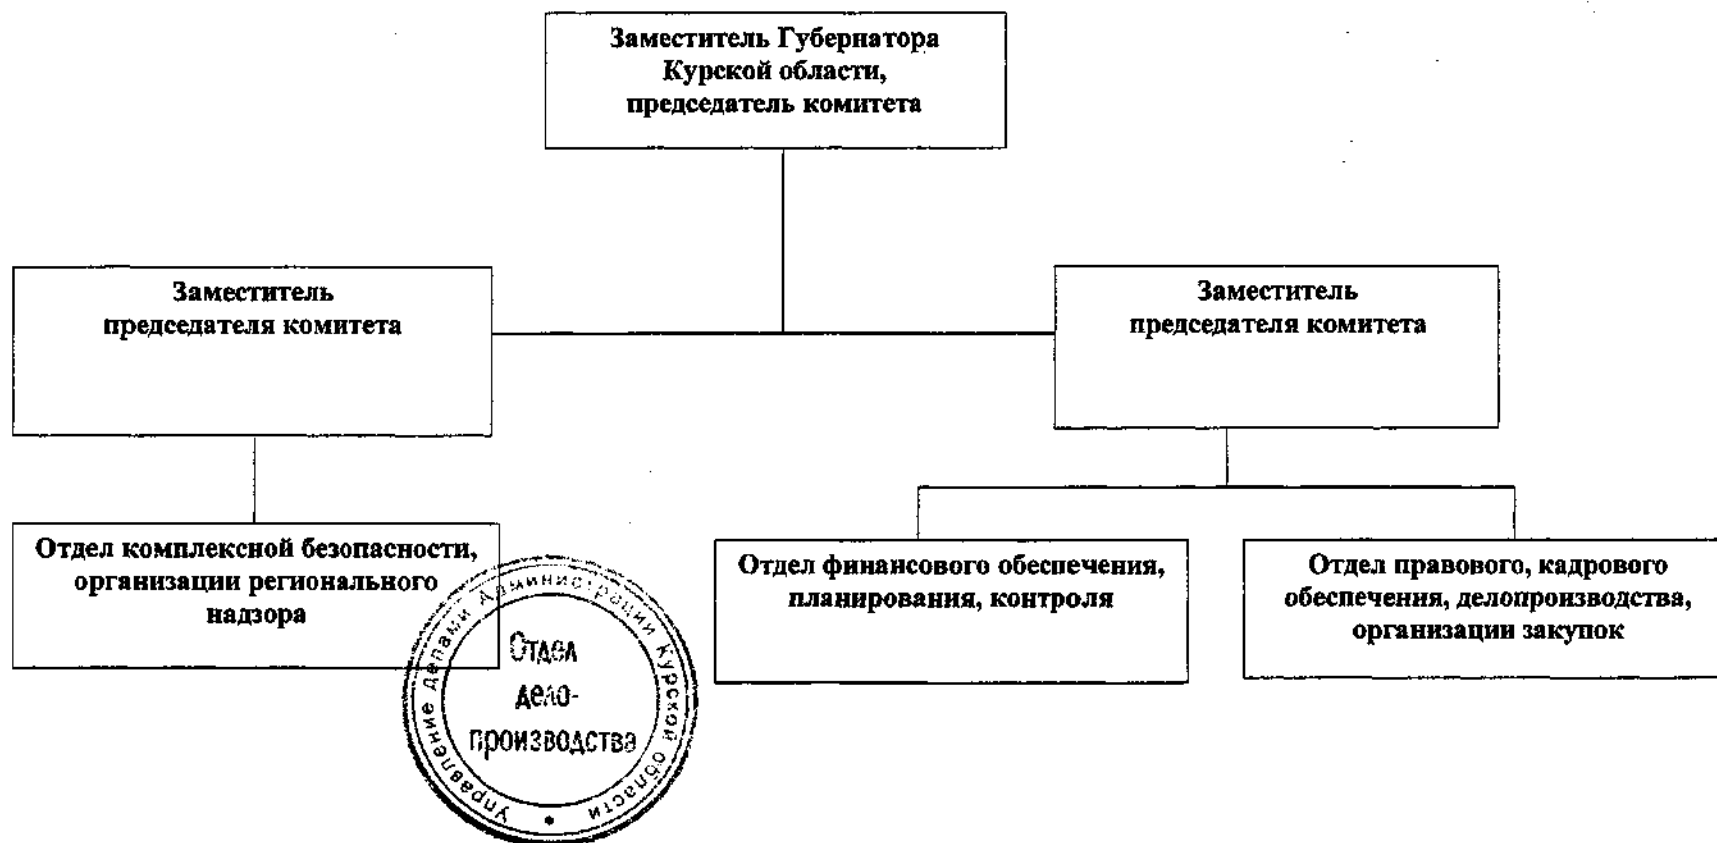 Заместитель Губернатора
Курской области,
председатель комитета
Заместитель
председателя комитета
Заместитель
председателя комитета
Отдел комплексной безопасности,
организации регионального
надзора
Отдел финансового обеспечения,
планирования, контроля
Отдел правового, кадрового
обеспечения, делопроизводства,
организации закупок
Управление делами Администрации Курской области
Отдел
дело-
производства